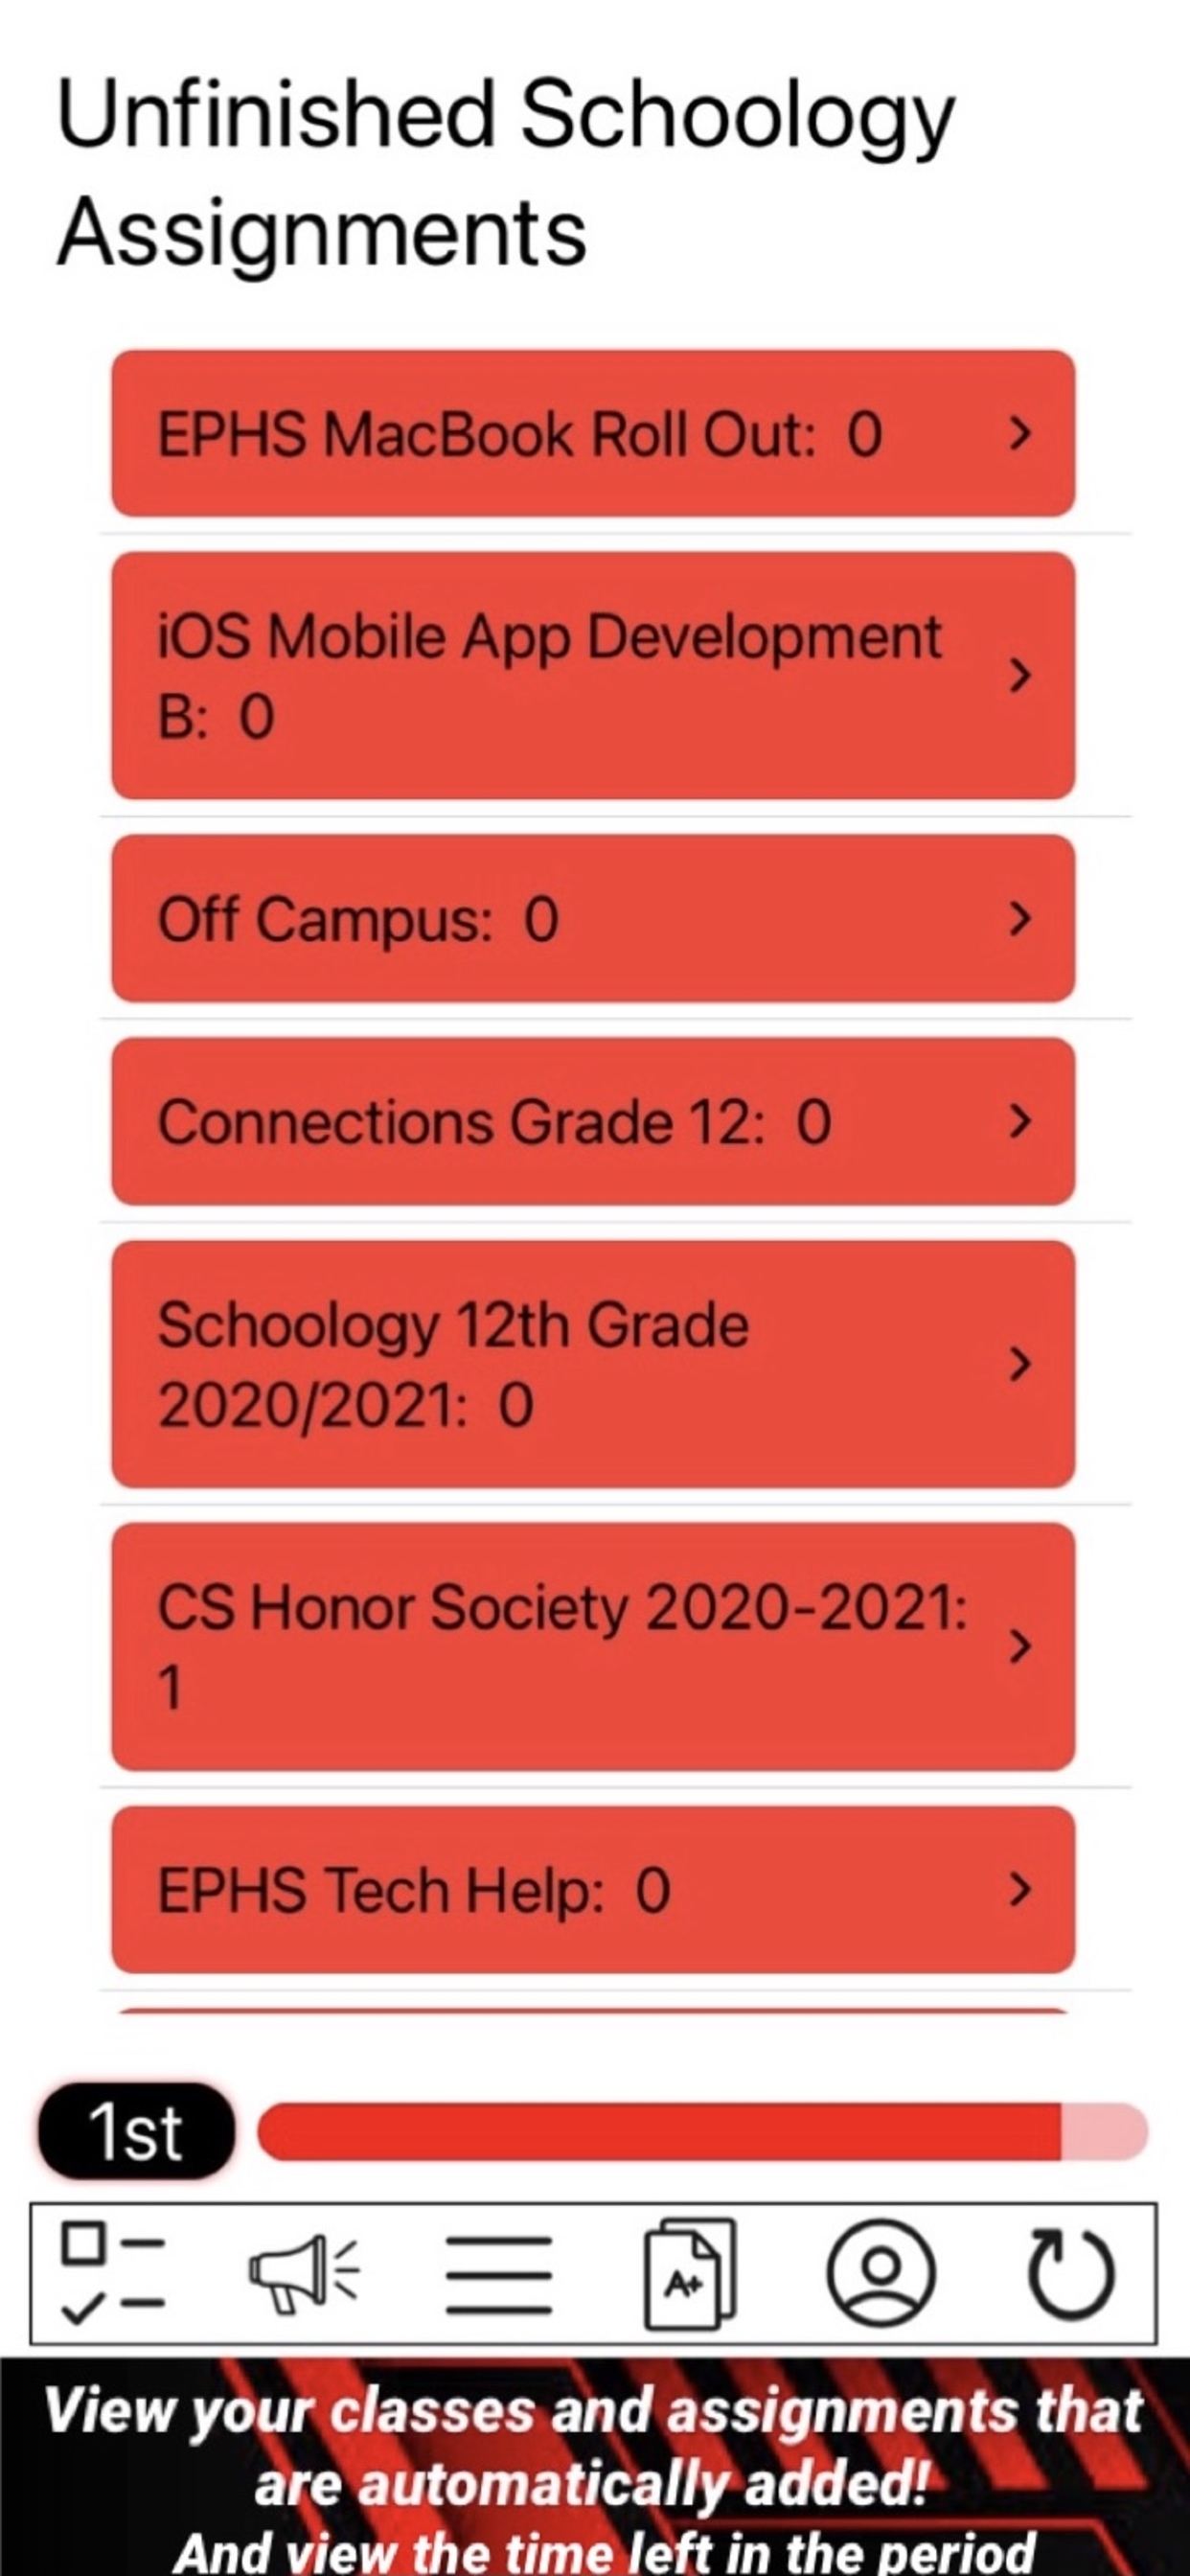 Unfinished Schoology
Assignments
EPHS MacBook Roll Out: 0
iOS Mobile App Development
B: 0
Off Campus: 0
Connections Grade 12: 0
Schoology 12th Grade
2020/2021: 0
CS Honor Society 2020-2021:
1
EPHS Tech Help: 0
1st
A+
View your classes and assignments that
are automatically added!
And view the time left in the period